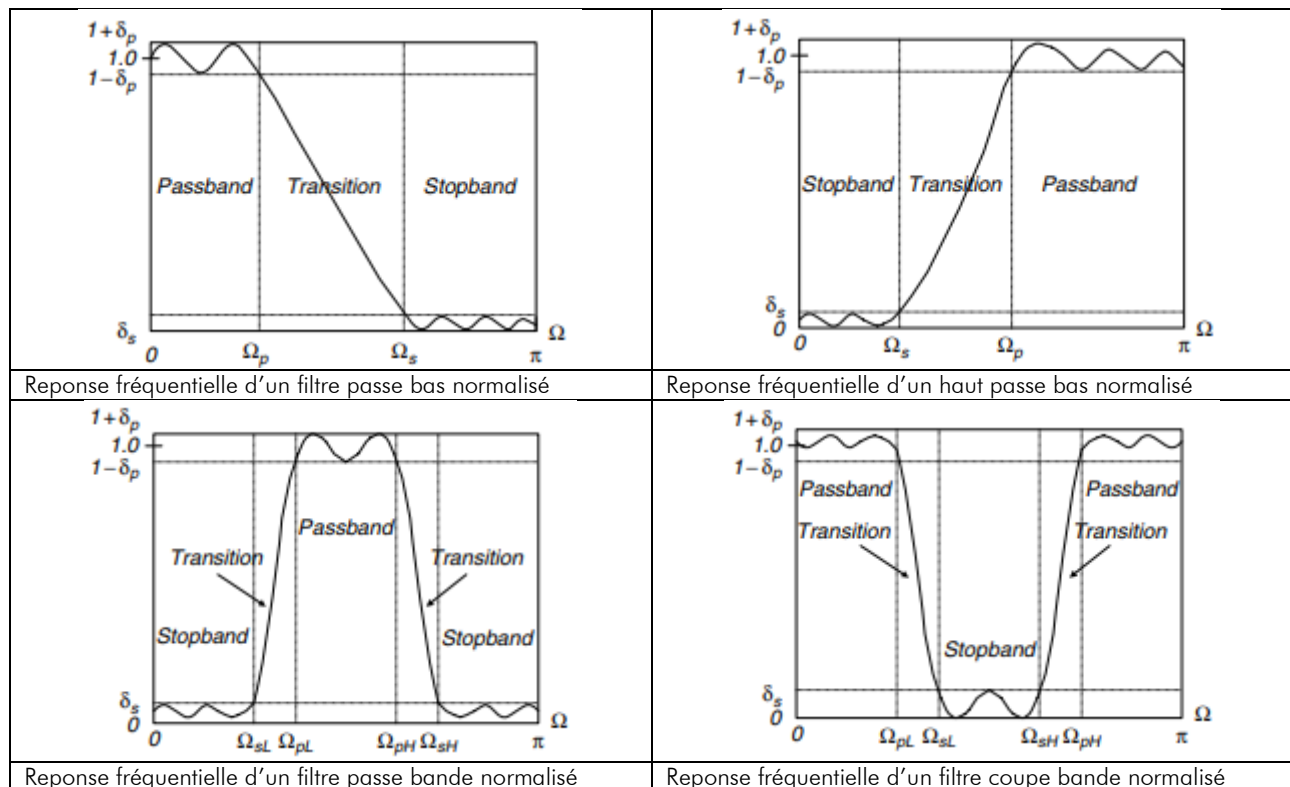 1+δp
1.0
1−δp
Passband Transition Stopband
δs
0 Ωp Ωs π Ω
Reponse fréquentielle d'un filtre passe bas normalisé
1+δp
1.0
1−δp
Stopband Transition Passband
δs
0
0 Ωs Ωp π Ω
Reponse fréquentielle d'un haut passe bas normalisé
1+δp
1.0
1−δp
Passband
Transition Transition
Stopband Stopband
δs
0
0 ΩsL ΩpL ΩpH ΩsH π Ω
Reponse fréquentielle d'un filtre passe bande normalisé
1+δp
1.0
1−δp
Passband Passband
Transition Transition
Stopband
δs
0
0 ΩpL ΩsL ΩsH ΩpH π Ω
Reponse fréquentielle d'un filtre coupe bande normalisé